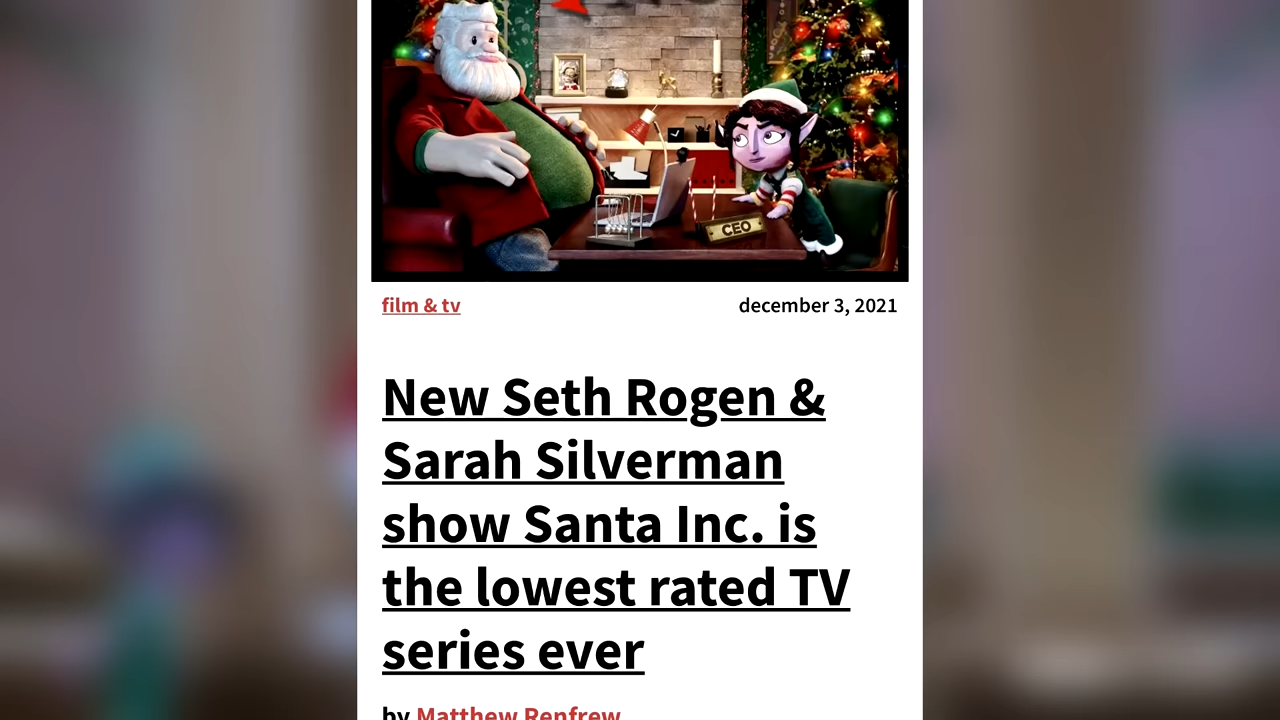 CEO
film & tv
december 3, 2021
New Seth Rogen &
Sarah Silverman
show Santa Inc. is
the lowest rated TV
series ever
by Matthew Renfrew